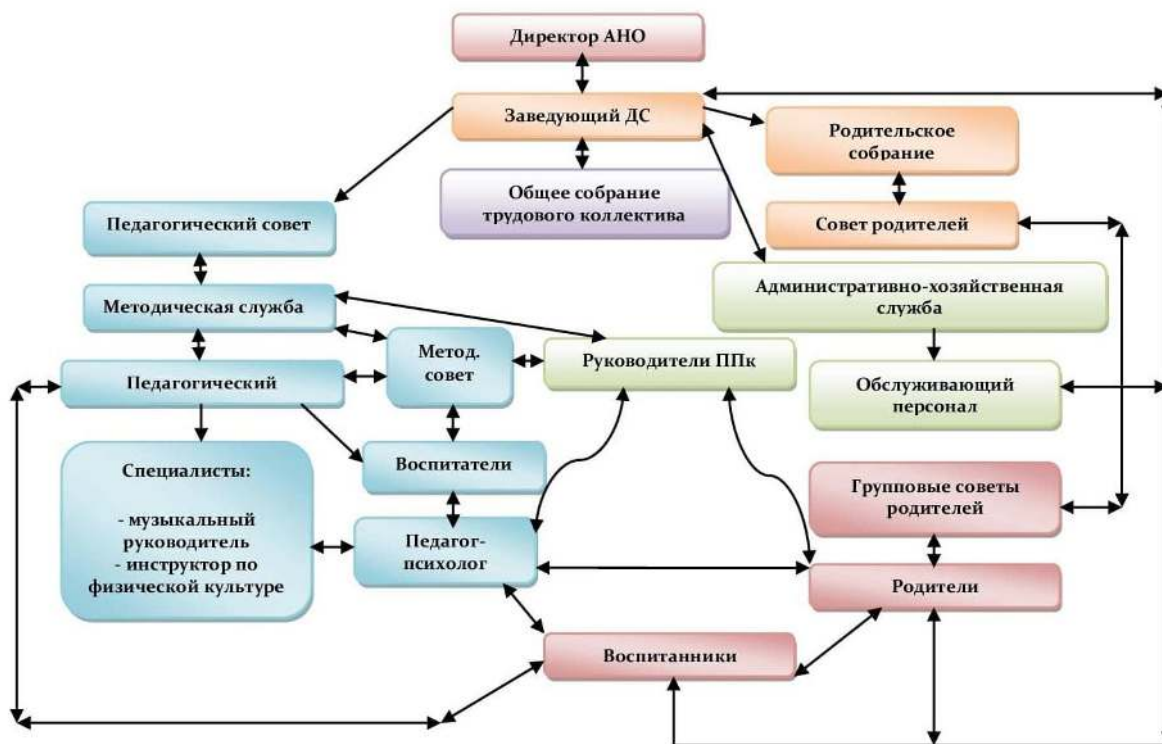 Директор АНО
Заведующий ДС
Родительское
собрание
Общее собрание
трудового коллектива
Педагогический совет
Совет родителей
Методическая служба
Административно-хозяйственная
служба
Метод.
совет
Руководители ППк
Педагогический
Обслуживающий
персонал
Специалисты:
- музыкальный
руководитель
- инструктор по
физической культуре
Воспитатели
Групповые советы
родителей
Педагог-
психолог
Родители
Воспитанники